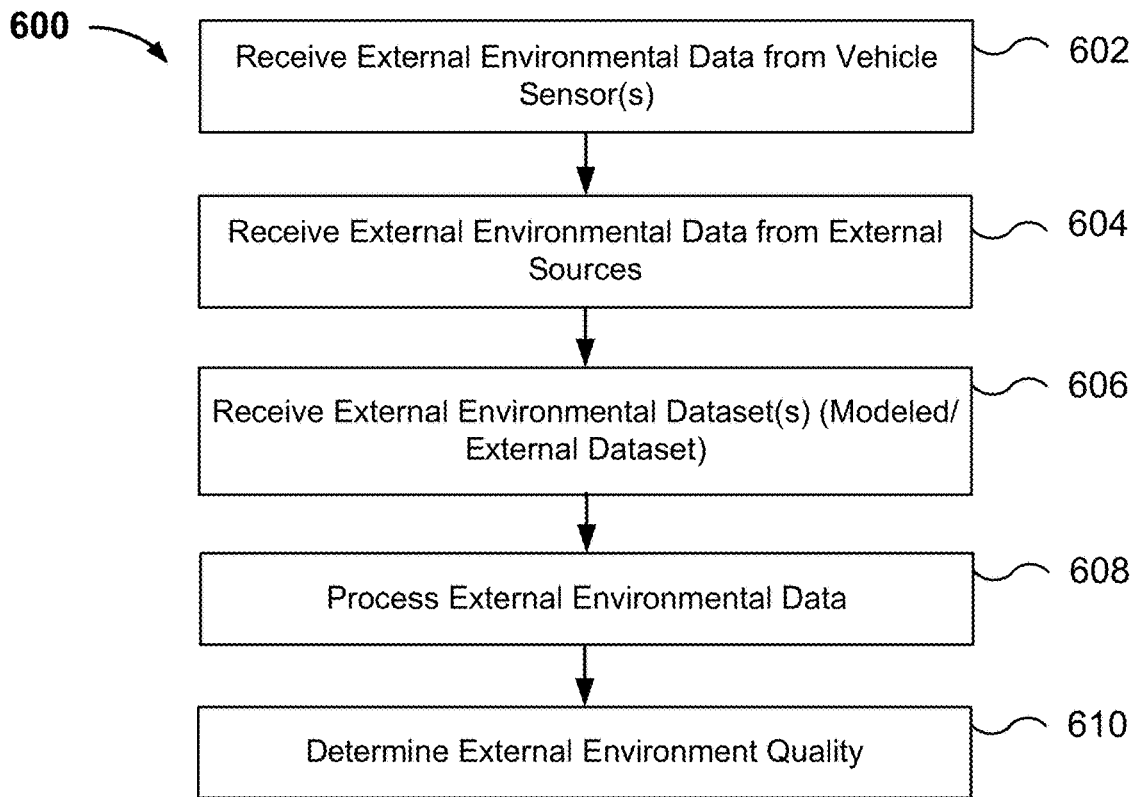 600
Receive External Environmental Data from Vehicle
Sensor(s)
602
Receive External Environmental Data from External
Sources
604
Receive External Environmental Dataset(s) (Modeled/
External Dataset)
606
Process External Environmental Data
608
Determine External Environment Quality
610